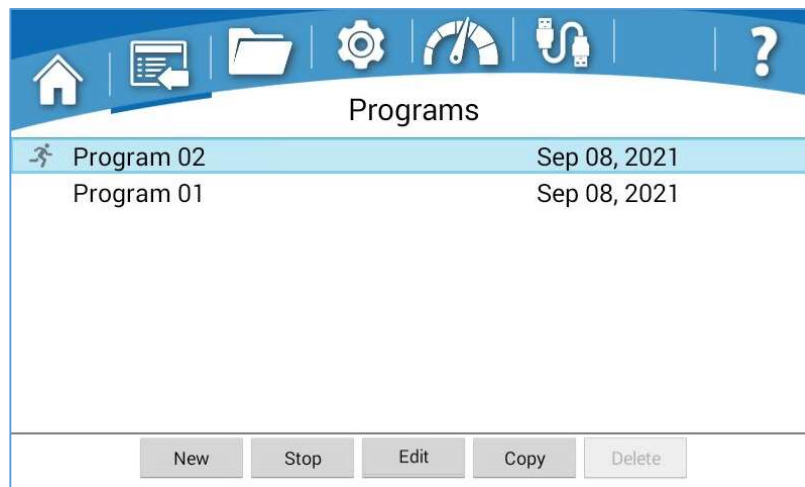 ?
Programs
Program 02 Sep 08, 2021
Program 01 Sep 08, 2021
New Stop Edit Copy Delete